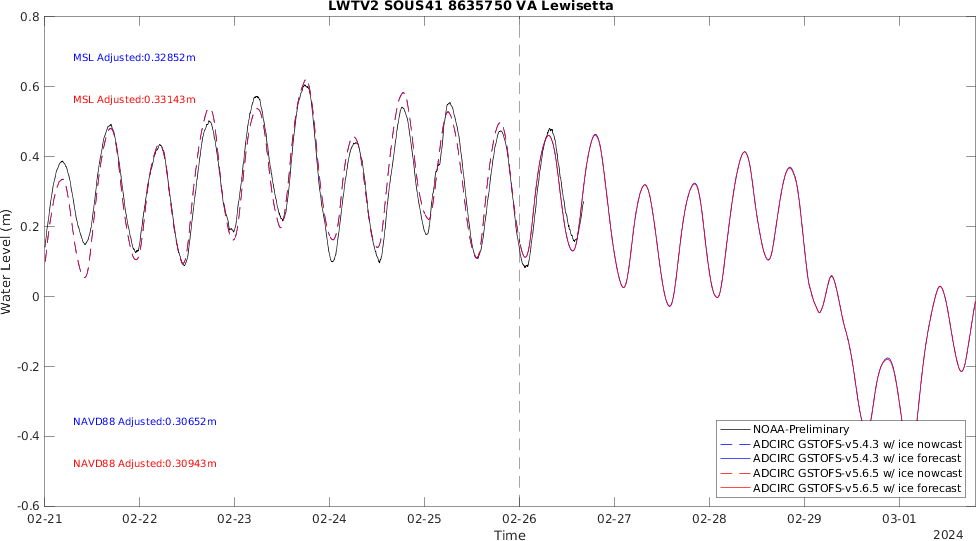 LWTV2 SOUS41 8635750 VA Lewisetta
0.8
0.6
0.4
0.2
0
-0.2
-0.4
-0.6
Water Level (m)
MSL Adjusted:0.32852m
MSL Adjusted:0.33143m
NAVD88 Adjusted:0.30652m
NAVD88 Adjusted:0.30943m
NOAA-Preliminary
ADCIRC GSTOFS-v5.4.3 w/ ice nowcast
ADCIRC GSTOFS-v5.4.3 w/ ice forecast
ADCIRC GSTOFS-v5.6.5 w/ ice nowcast
ADCIRC GSTOFS-v5.6.5 w/ ice forecast
02-21 02-22 02-23 02-24 02-25 02-26 02-27 02-28 02-29 03-01
Time
2024